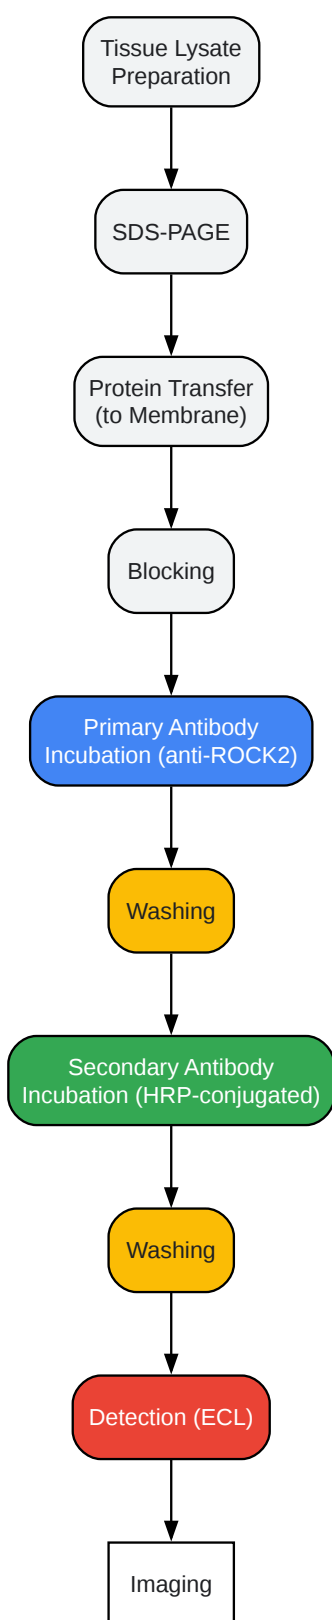 Tissue Lysate
Preparation
SDS-PAGE
Protein Transfer
(to Membrane)
Blocking
Primary Antibody
Incubation (anti-ROCK2)
Washing
Secondary Antibody
Incubation (HRP-conjugated)
Washing
Detection (ECL)
Imaging